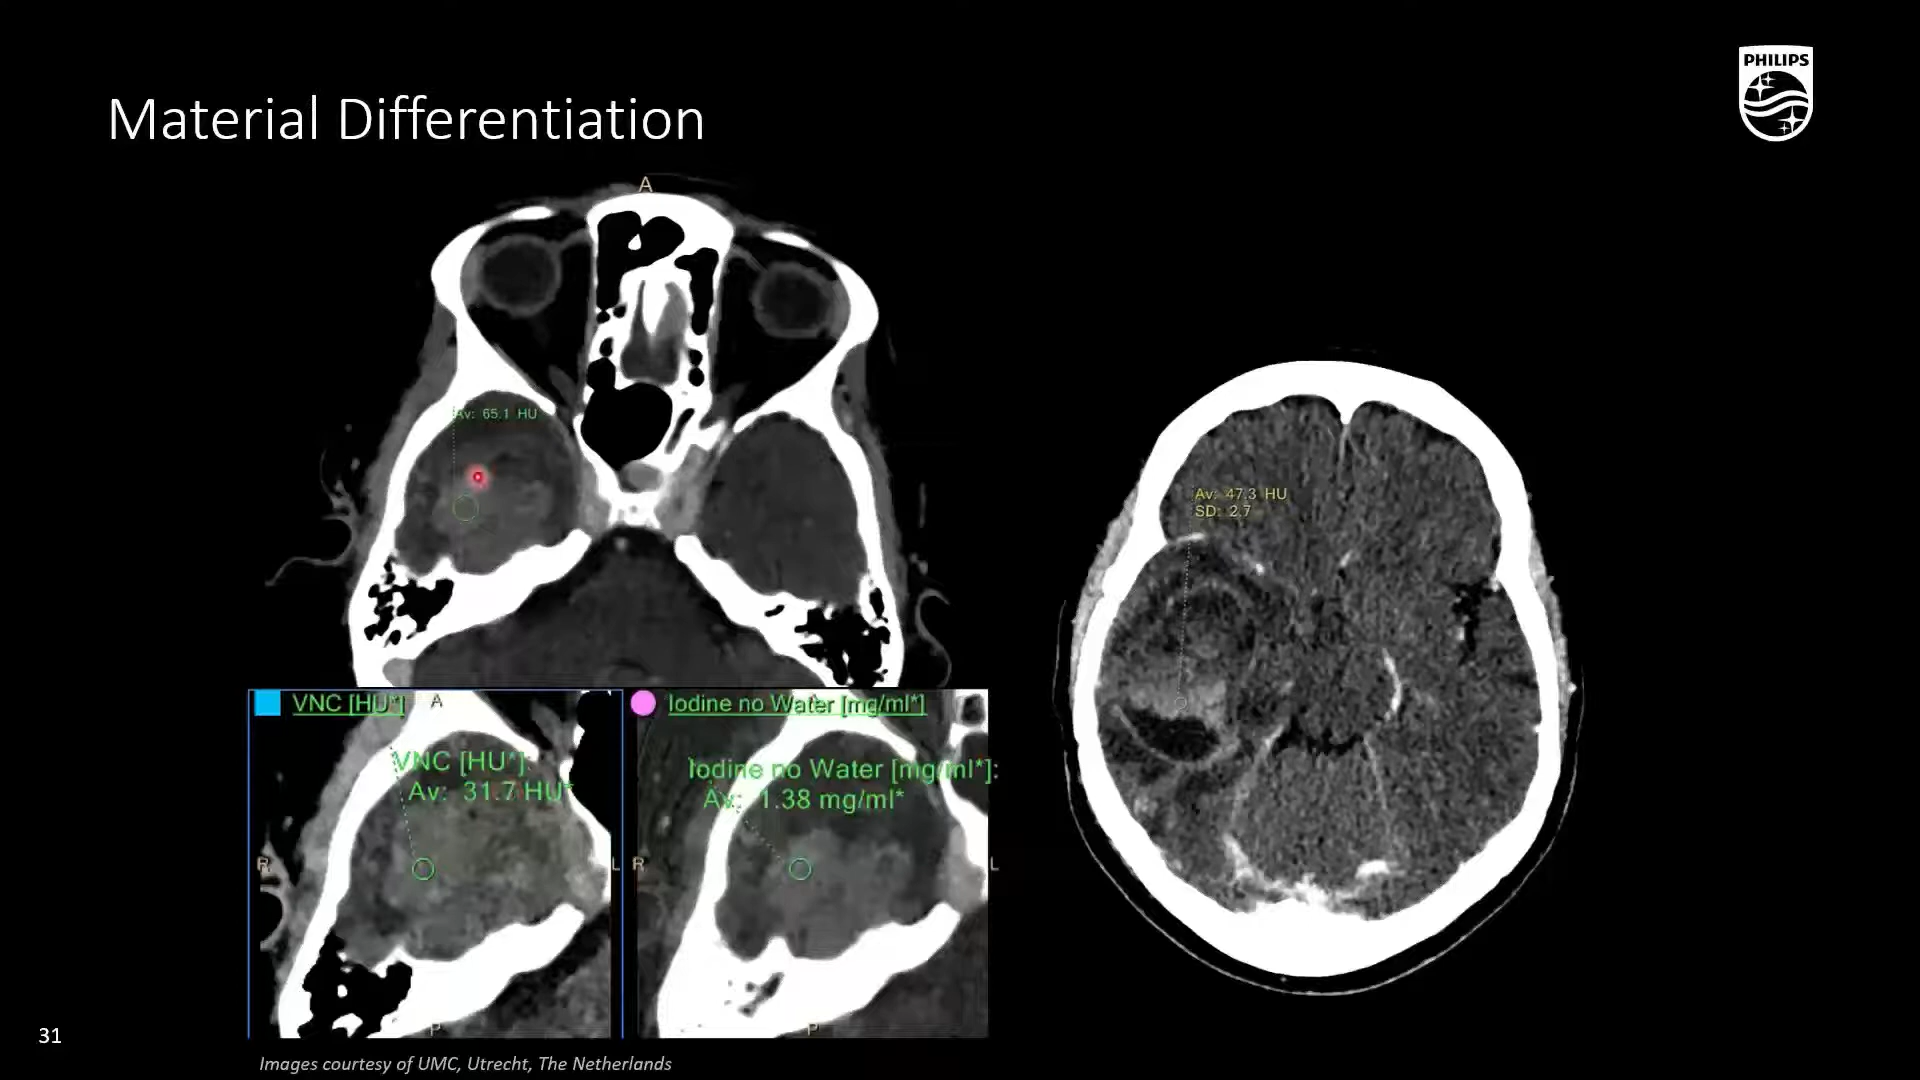 PHILIPS
Material Differentiation
A
Av: 65.1 HU
Av: 47.3 HU
SD: 2.7
VNC [HU*]
A
VNC [HU*]:
Av: 31.7 HU*
R
L
P
Iodine no Water [mg/ml*]
Iodine no Water [mg/ml*]:
Av: 1.38 mg/ml*
R
L
P
31
Images courtesy of UMC, Utrecht, The Netherlands